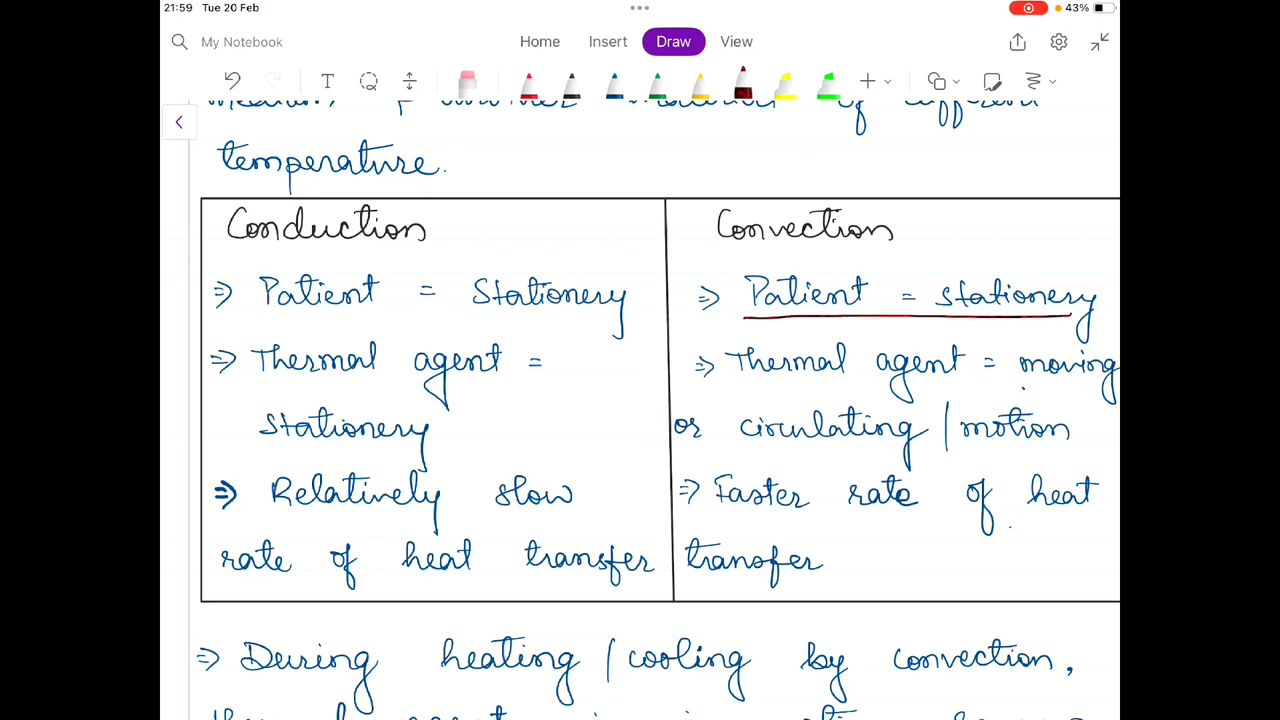 21:59 Tue 20 Feb
43%
My Notebook
Home Insert Draw View
T
of different
temperature.
Conduction
⇒ Patient = Stationery
⇒ Thermal agent =
stationery
⇒ Relatively slow
rate of heat transfer
Convection
⇒ Patient = stationery
⇒ Thermal agent = moving
or circulating / motion
⇒ Faster rate of heat
transfer
⇒ During heating / cooling by convection,